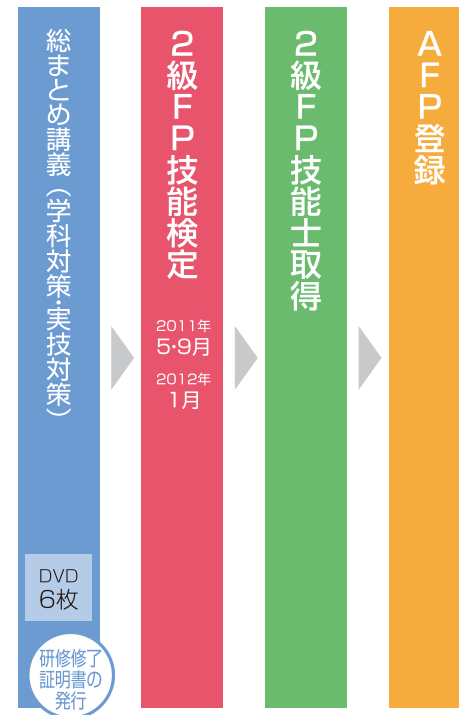 総まとめ講義（学科対策・実技対策）
DVD
6枚
研修修了
証明書の
発行
2級FP技能検定
2011年
5・9月
2012年
1月
2級FP技能士取得
AFP登録